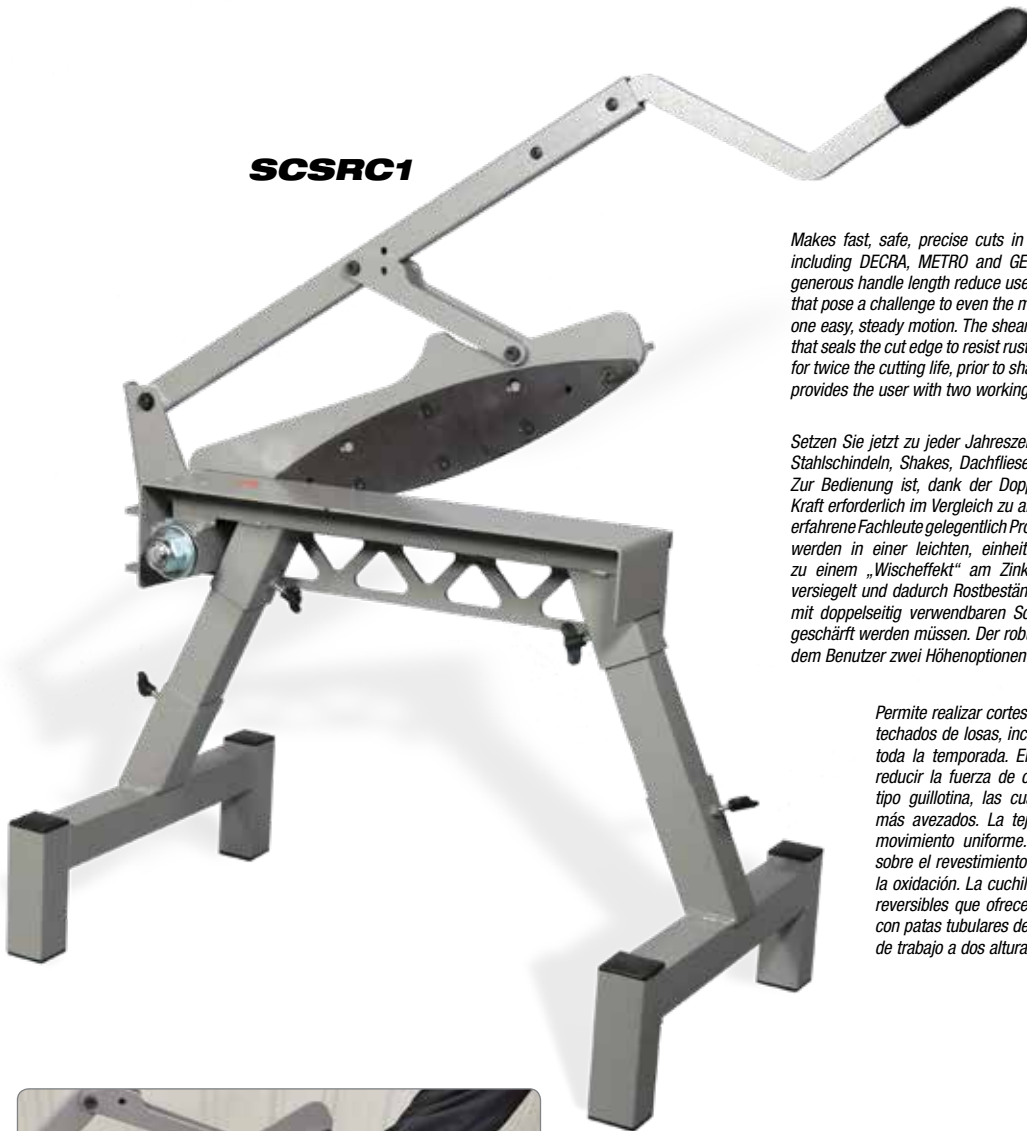 SCSRC1
Makes fast, safe, precise cuts in
including DECRA, METRO and GE
generous handle length reduce use
that pose a challenge to even the m
one easy, steady motion. The shear
that seals the cut edge to resist rust
for twice the cutting life, prior to sha
provides the user with two working
Setzen Sie jetzt zu jeder Jahreszei
Stahlschindeln, Shakes, Dachfliese
Zur Bedienung ist, dank der Dopp
Kraft erforderlich im Vergleich zu a
erfahrene Fachleute gelegentlich Pro
werden in einer leichten, einheit
zu einem „Wischeffekt“ am Zink
versiegelt und dadurch Rostbestän
mit doppelseitig verwendbaren Sc
geschärft werden müssen. Der robu
dem Benutzer zwei Höhenoptionen
Permite realizar cortes
techados de losas, inc
toda la temporada. El
reducir la fuerza de c
tipo guillotina, las cu
más avezados. La tej
movimiento uniforme.
sobre el revestimiento
la oxidación. La cuchil
reversibles que ofrece
con patas tubulares de
de trabajo a dos altura